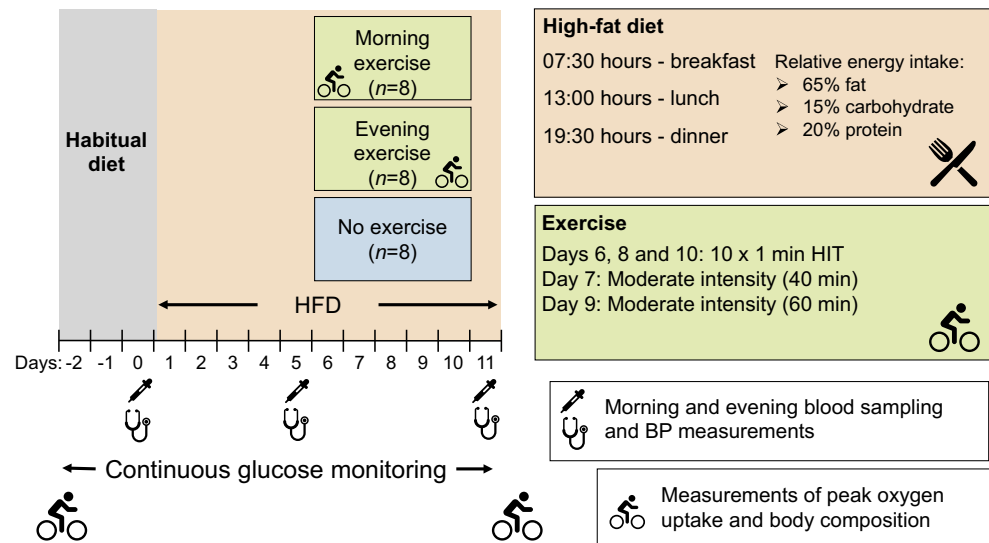 Habitual
diet
Morning
exercise
(n=8)
Evening
exercise
(n=8)
No exercise
(n=8)
HFD
Days: -2 -1 0 1 2 3 4 5 6 7 8 9 10 11
Continuous glucose monitoring
High-fat diet
07:30 hours - breakfast
13:00 hours - lunch
19:30 hours - dinner
Relative energy intake:
➢ 65% fat
➢ 15% carbohydrate
➢ 20% protein
Exercise
Days 6, 8 and 10: 10 x 1 min HIT
Day 7: Moderate intensity (40 min)
Day 9: Moderate intensity (60 min)
Morning and evening blood sampling
and BP measurements
Measurements of peak oxygen
uptake and body composition